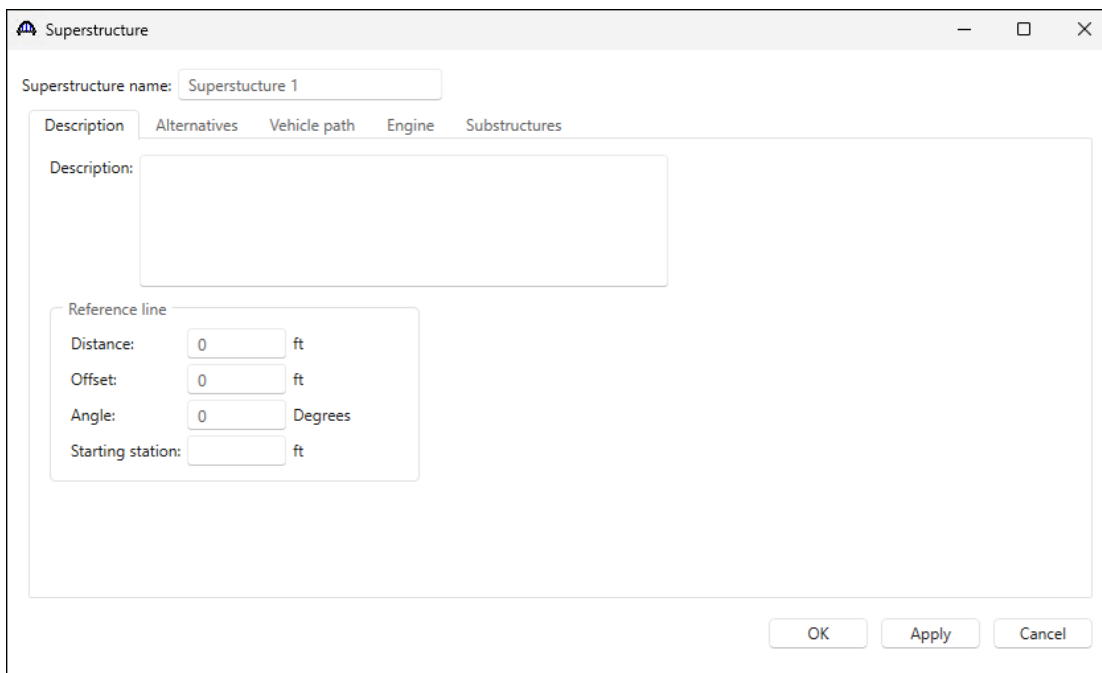 Superstructure
Superstructure name: Superstucture 1
Description Alternatives Vehicle path Engine Substructures
Description:
Reference line
Distance: 0 ft
Offset: 0 ft
Angle: 0 Degrees
Starting station: ft
OK Apply Cancel